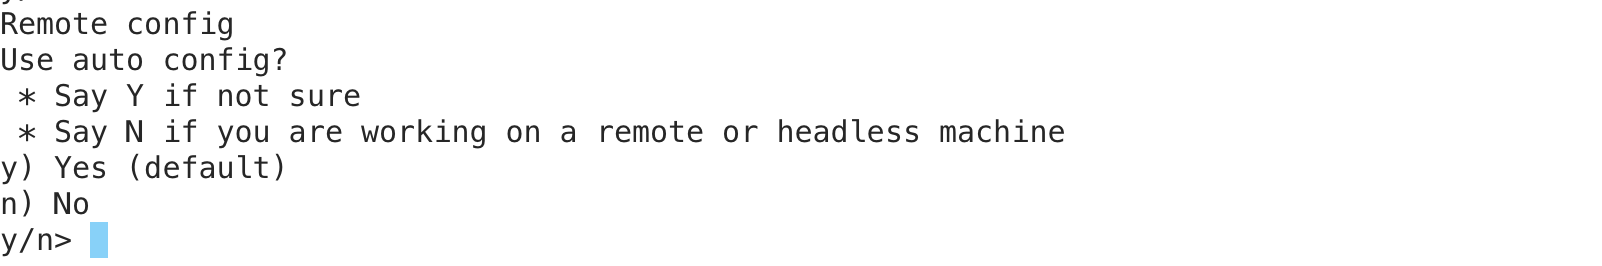 Remote config
Use auto config?
 * Say Y if not sure
 * Say N if you are working on a remote or headless machine
y) Yes (default)
n) No
y/n>